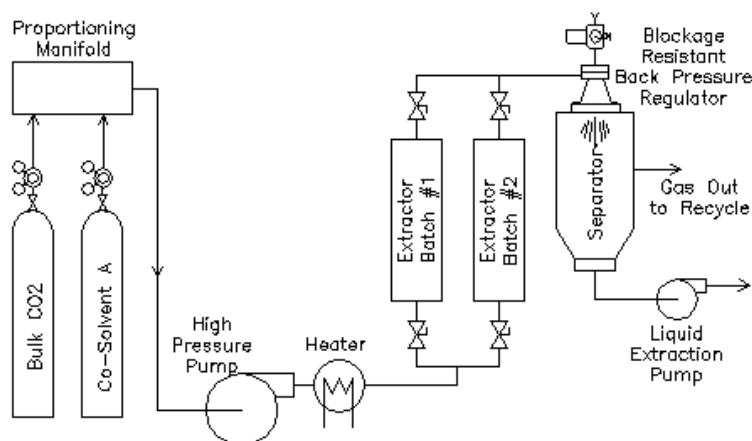 Proportioning
Manifold
Blockage
Resistant
Back Pressure
Regulator
Extractor
Batch #1
Extractor
Batch #2
Separator
Gas Out
to Recycle
Bulk CO2
Co-Solvent A
High
Pressure
Pump
Heater
Liquid
Extraction
Pump